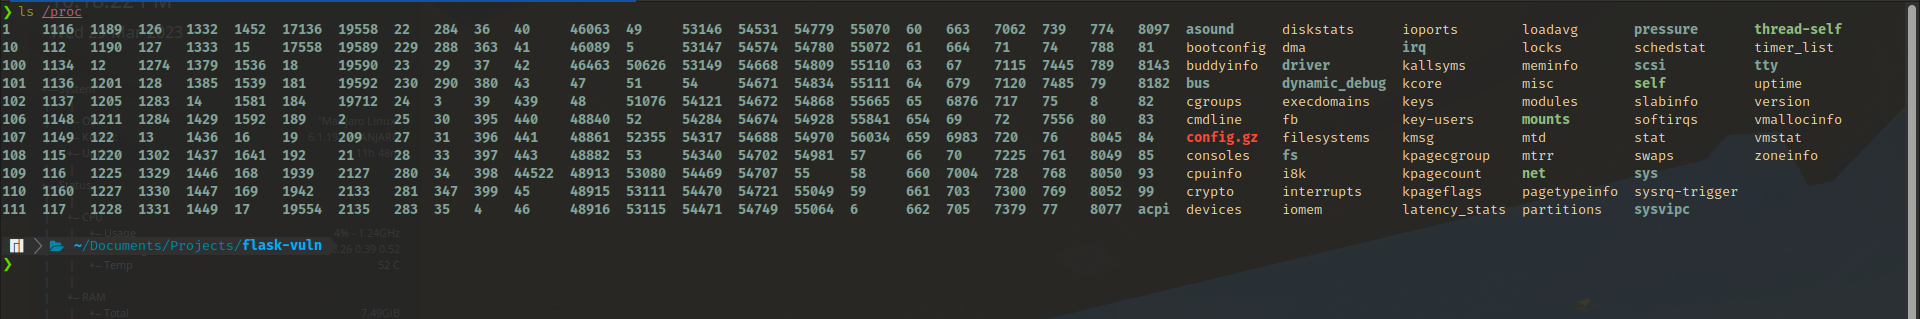 ❯ ls /proc
1 1116 1189 126 1332 1452 17136 19558 22 284 36 40 46063 49 53146 54531 54779 55070 60 663 7062 739 774 8097 asound diskstats ioports loadavg pressure thread-self
10 112 1190 127 1333 15 17558 19589 229 288 363 41 46089 5 53147 54574 54780 55072 61 664 71 74 788 81 bootconfig dma irq locks schedstat timer_list
100 1134 12 1274 1379 1536 18 19590 23 29 37 42 46463 50626 53149 54668 54809 55110 63 67 7115 7445 789 8143 buddyinfo driver kallsyms meminfo scsi tty
101 1136 1201 128 1385 1539 181 19592 230 290 380 43 47 51 54 54671 54834 55111 64 679 7120 7485 79 8182 bus dynamic_debug kcore misc self uptime
102 1137 1205 1283 14 1581 184 19712 24 3 39 439 48 51076 54121 54672 54868 55665 65 6876 717 75 8 82 cgroups execdomains keys modules slabinfo version
106 1148 1211 1284 1429 1592 189 2 25 30 395 440 48840 52 54284 54674 54928 55841 654 69 72 7556 80 83 cmdline fb key-users mounts softirqs vmallocinfo
107 1149 122 13 1436 16 19 209 27 31 396 441 48861 52355 54317 54688 54970 56034 659 6983 720 76 8045 84 config.gz filesystems kmsg mtd stat vmstat
108 115 1220 1302 1437 1641 192 21 28 33 397 443 48882 53 54340 54702 54981 57 66 70 7225 761 8049 85 consoles fs kpagecgroup mtrr swaps zoneinfo
109 116 1225 1329 1446 168 1939 2127 280 34 398 44522 48913 53080 54469 54707 55 58 660 7004 728 768 8050 93 cpuinfo i8k kpagecount net sys
110 1160 1227 1330 1447 169 1942 2133 281 347 399 45 48915 53111 54470 54721 55049 59 661 703 7300 769 8052 99 crypto interrupts kpageflags pagetypeinfo sysrq-trigger
111 117 1228 1331 1449 17 19554 2135 283 35 4 46 48916 53115 54471 54749 55064 6 662 705 7379 77 8077 acpi devices iomem latency_stats partitions sysvipc
Usage 4% - 1.24GHz
~/Documents/Projects/flask-vuln
❯
Temp 52 C
RAM
Total 7.49GiB